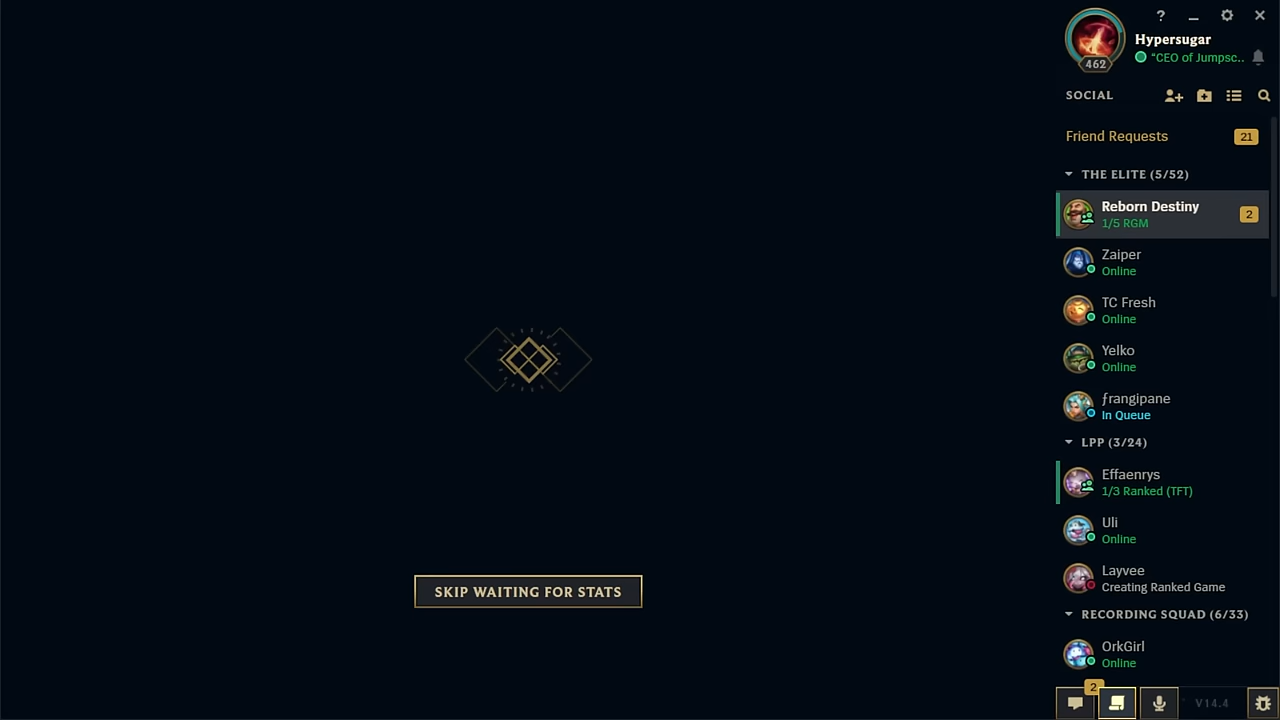 ?
Hypersugar
462
"CEO of Jumpsc..
SOCIAL
Friend Requests
21
THE ELITE (5/52)
Reborn Destiny
2
1/5 RGM
Zaiper
Online
TC Fresh
Online
Yelko
Online
ƒrangipane
In Queue
LPP (3/24)
Effaenrys
1/3 Ranked (TFT)
Uli
Online
Layvee
Creating Ranked Game
SKIP WAITING FOR STATS
RECORDING SQUAD (6/33)
OrkGirl
Online
2
V14.4